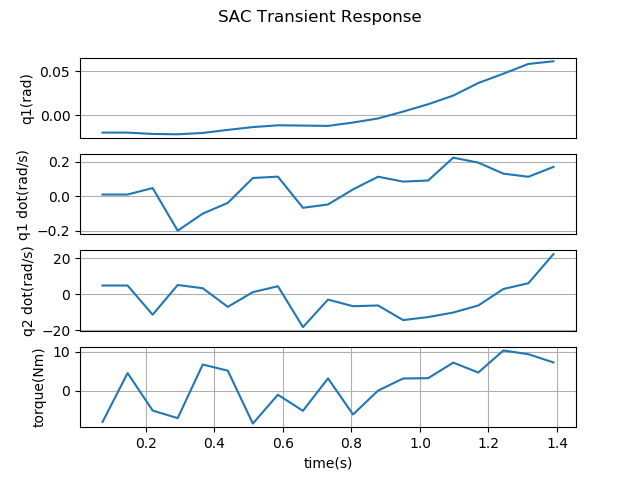 SAC Transient Response
q1(rad)
0.05
0.00
q1 dot(rad/s)
0.2
0.0
−0.2
q2 dot(rad/s)
20
0
−20
torque(Nm)
10
0
0.2 0.4 0.6 0.8 1.0 1.2 1.4
time(s)